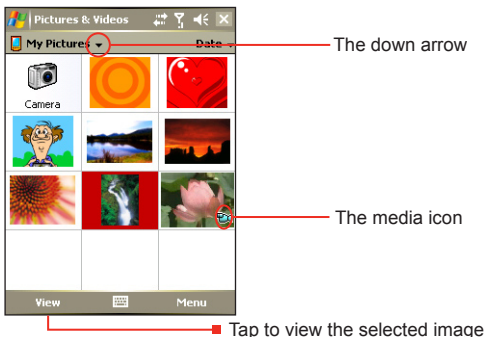 Pictures & Videos
My Pictures Date
The down arrow
Camera
The media icon
View Menu
Tap to view the selected image